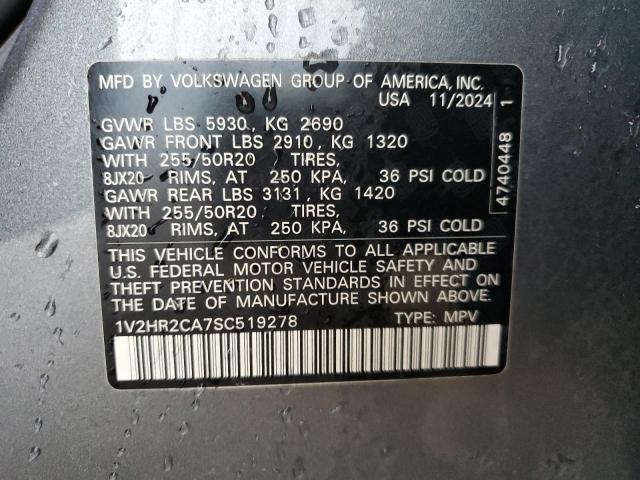 MFD BY VOLKSWAGEN GROUP OF AMERICA, INC.
USA 11/2024
GVWR LBS 5930, KG 2690
GAWR FRONT LBS 2910, KG 1320
WITH 255/50R20 TIRES,
8JX20 RIMS, AT 250 KPA, 36 PSI COLD
GAWR REAR LBS 3131, KG 1420
WITH 255/50R20 TIRES,
8JX20 RIMS, AT 250 KPA, 36 PSI COLD
THIS VEHICLE CONFORMS TO ALL APPLICABLE
U.S. FEDERAL MOTOR VEHICLE SAFETY AND
THEFT PREVENTION STANDARDS IN EFFECT ON
THE DATE OF MANUFACTURE SHOWN ABOVE.
1V2HR2CA7SC519278 TYPE: MPV
4740448 1